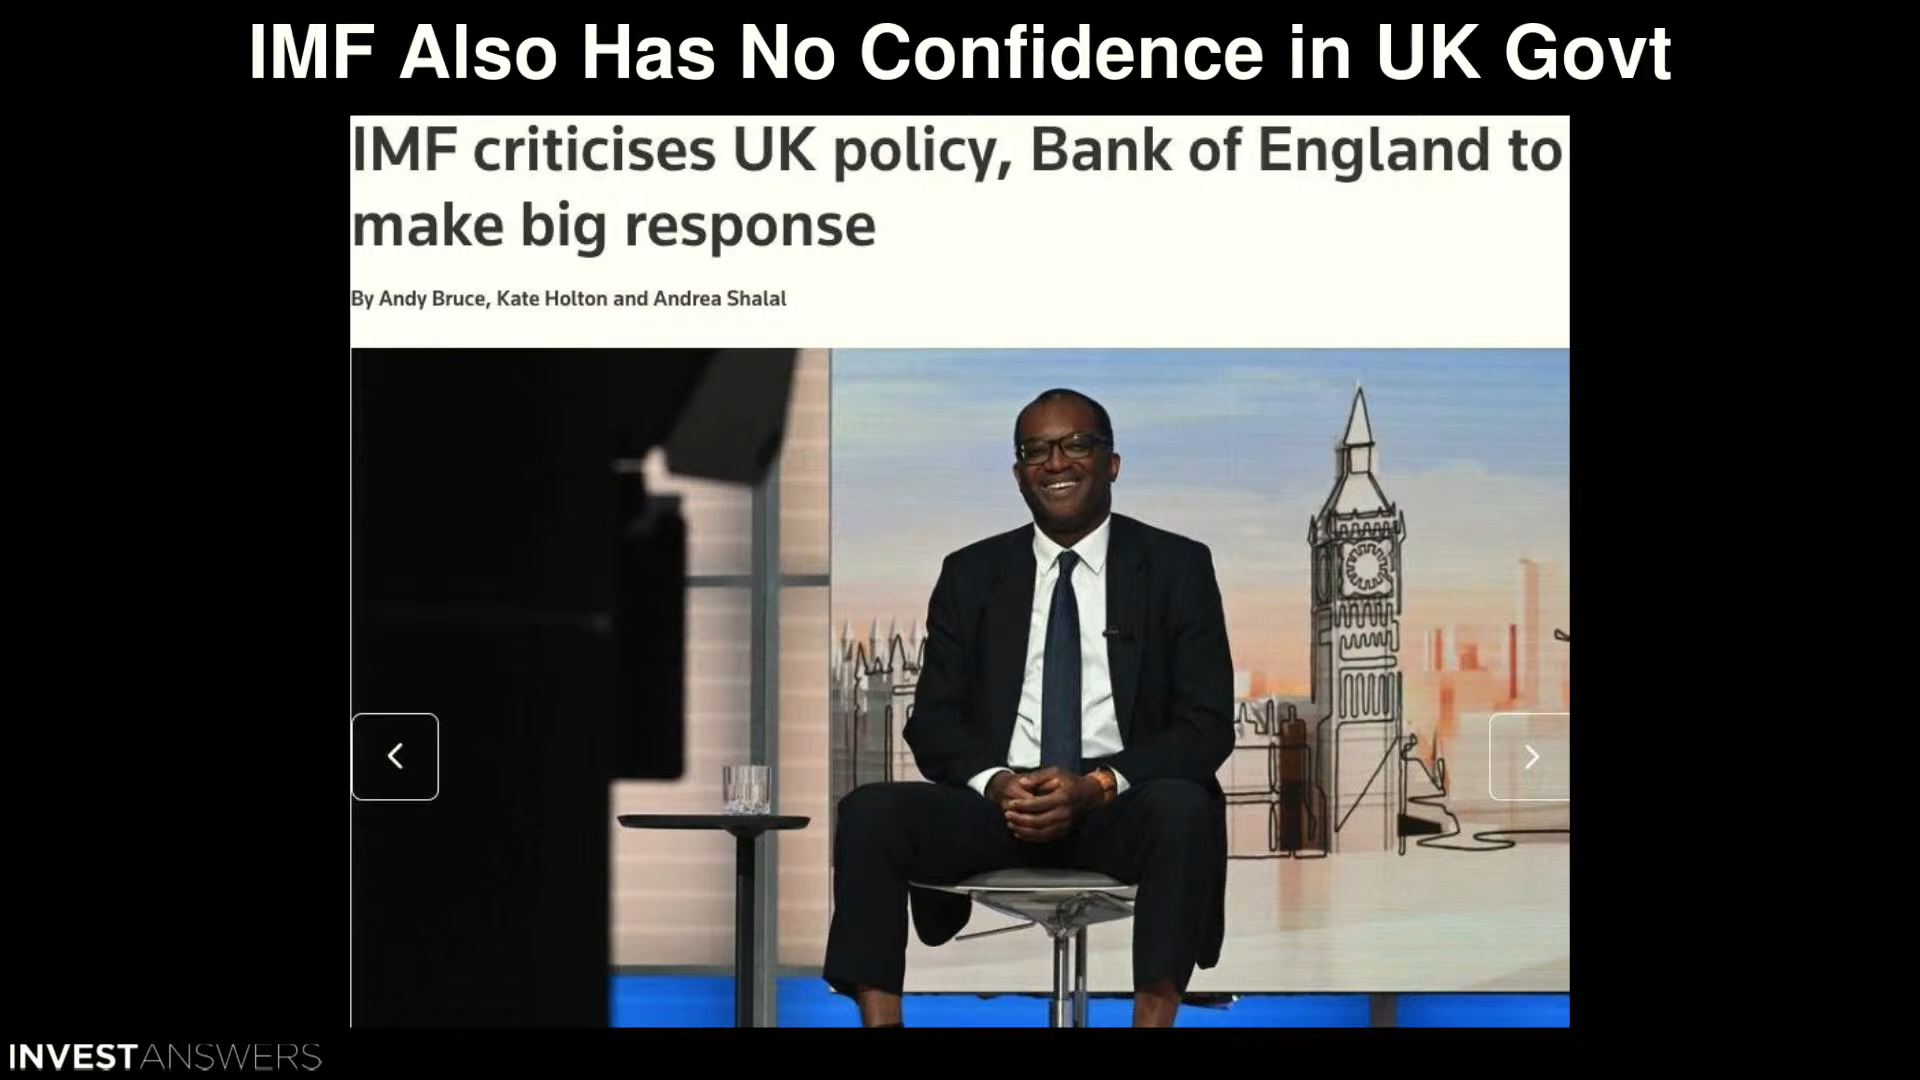 IMF Also Has No Confidence in UK Govt
IMF criticises UK policy, Bank of England to
make big response
By Andy Bruce, Kate Holton and Andrea Shalal
INVESTANSWERS